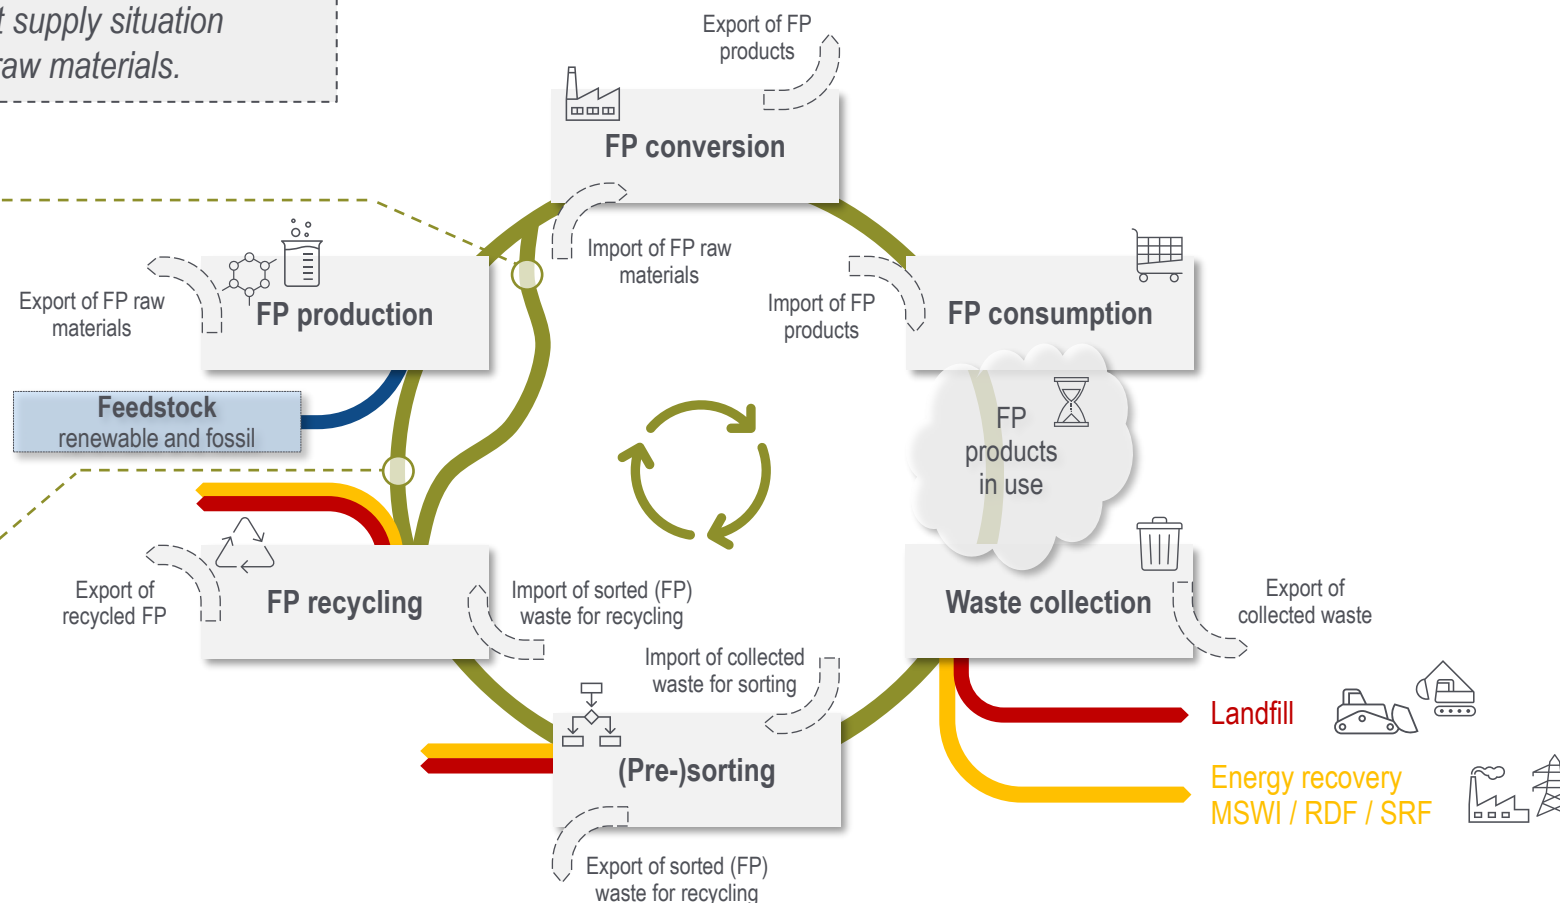 t supply situation
raw materials.
Export of FP
products
FP conversion
Import of FP raw
materials
Export of FP raw
materials
FP production
Import of FP
products
FP consumption
Feedstock
renewable and fossil
FP
products
in use
Export of
recycled FP
FP recycling
Import of sorted (FP)
waste for recycling
Waste collection
Export of
collected waste
Import of collected
waste for sorting
Landfill
(Pre-)sorting
Energy recovery
MSWI / RDF / SRF
Export of sorted (FP)
waste for recycling